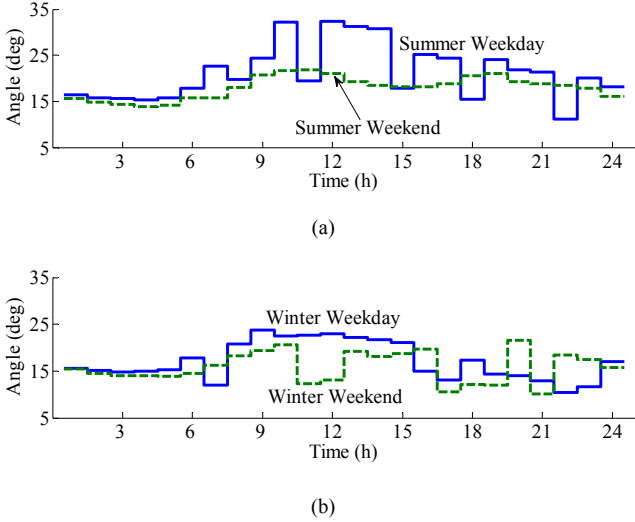 35
25
15
5
Angle (deg)
Summer Weekday
Summer Weekend
3 6 9 12 15 18 21 24
Time (h)
(a)
35
25
15
5
Angle (deg)
Winter Weekday
Winter Weekend
3 6 9 12 15 18 21 24
Time (h)
(b)